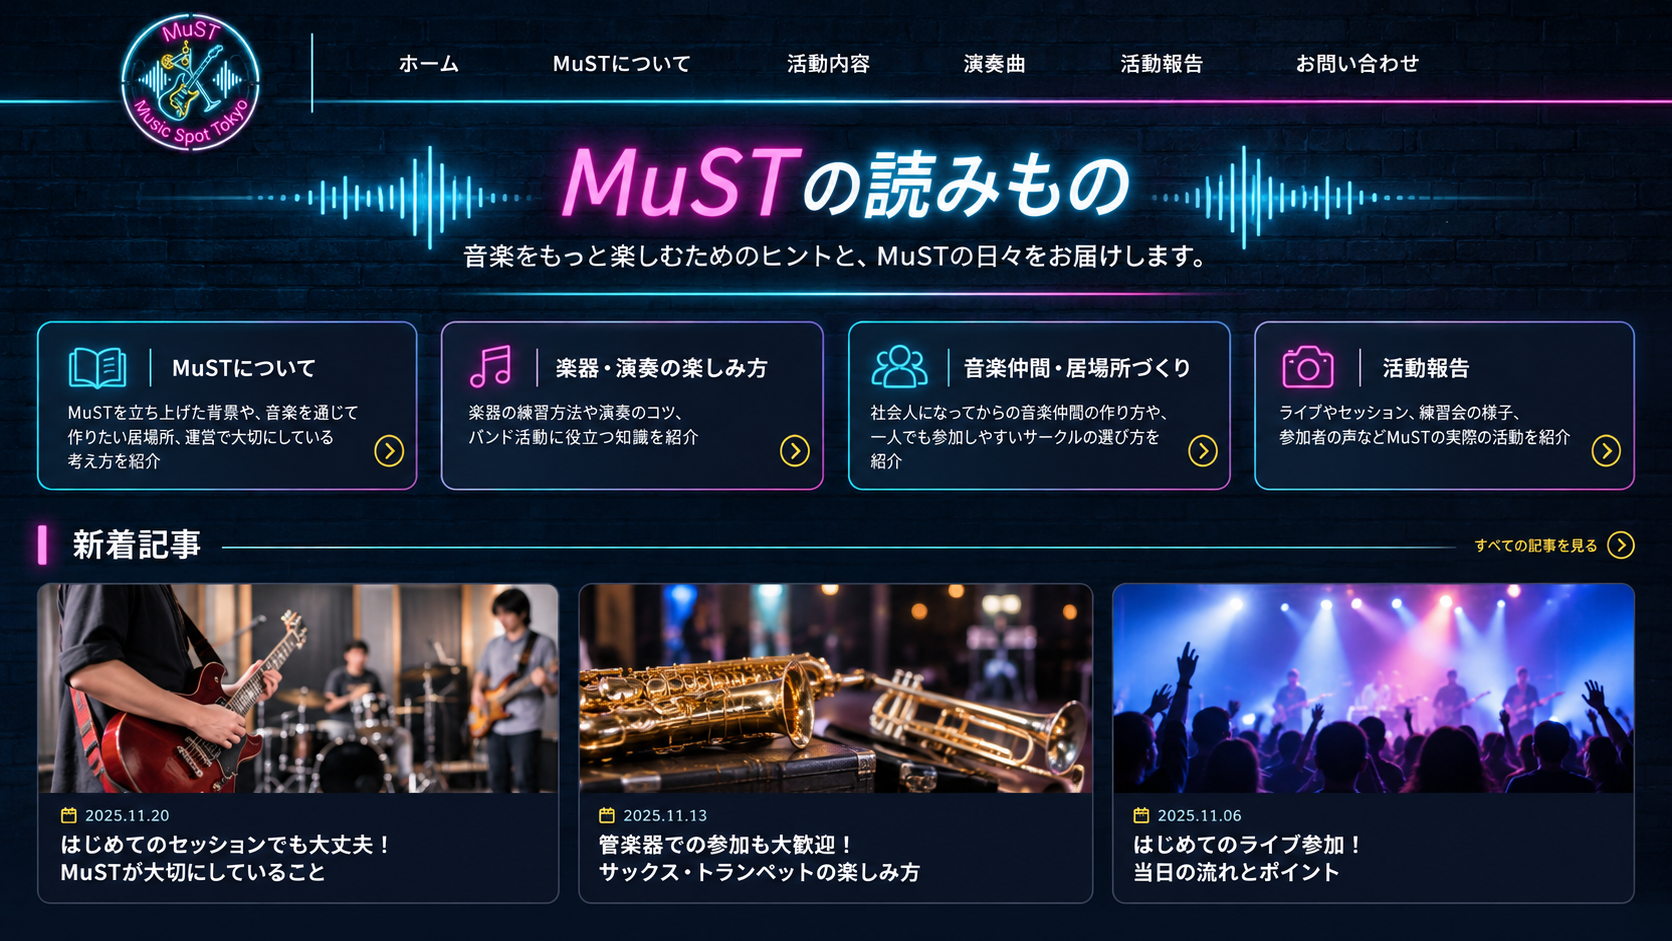 MuST
Music Spot Tokyo
ホーム
MuSTについて
活動内容
演奏曲
活動報告
お問い合わせ
MuSTの読みもの
音楽をもっと楽しむためのヒントと、MuSTの日々をお届けします。
MuSTについて
MuSTを立ち上げた背景や、音楽を通じて
作りたい居場所、運営で大切にしている
考え方を紹介
楽器・演奏の楽しみ方
楽器の練習方法や演奏のコツ、
バンド活動に役立つ知識を紹介
音楽仲間・居場所づくり
社会人になってからの音楽仲間の作り方や、
一人でも参加しやすいサークルの選び方を
紹介
活動報告
ライブやセッション、練習会の様子、
参加者の声などMuSTの実際の活動を紹介
新着記事
すべての記事を見る
2025.11.20
はじめてのセッションでも大丈夫！
MuSTが大切にしていること
2025.11.13
管楽器での参加も大歓迎！
サックス・トランペットの楽しみ方
2025.11.06
はじめてのライブ参加！
当日の流れとポイント